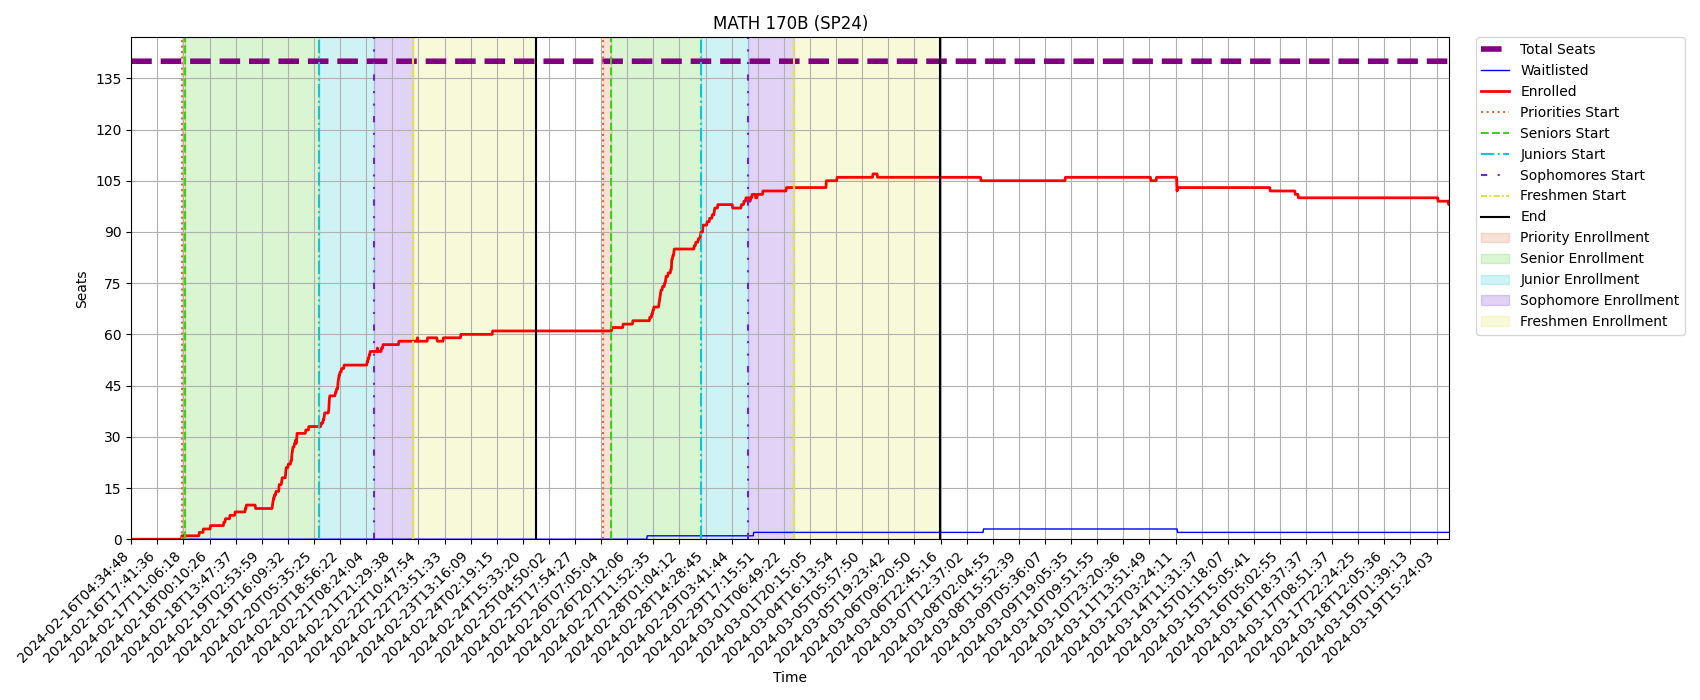 MATH 170B (SP24)
Seats
135
120
105
90
75
60
45
30
15
0
2024-02-16T04:34:48
2024-02-16T17:41:36
2024-02-17T11:06:18
2024-02-18T00:10:26
2024-02-18T13:47:37
2024-02-19T02:53:59
2024-02-19T16:09:32
2024-02-20T05:35:25
2024-02-20T18:56:22
2024-02-21T08:24:04
2024-02-21T21:29:38
2024-02-22T10:47:54
2024-02-22T23:51:33
2024-02-23T13:16:09
2024-02-24T02:19:15
2024-02-24T15:33:20
2024-02-25T04:50:02
2024-02-25T17:54:27
2024-02-26T07:05:04
2024-02-26T20:12:06
2024-02-27T11:52:35
2024-02-28T01:04:12
2024-02-28T14:28:45
2024-02-29T03:41:44
2024-02-29T17:15:51
2024-03-01T06:49:22
2024-03-01T20:15:05
2024-03-04T16:13:54
2024-03-05T05:57:50
2024-03-05T19:23:42
2024-03-06T09:20:50
2024-03-06T22:45:16
2024-03-07T12:37:02
2024-03-08T02:04:55
2024-03-08T15:52:39
2024-03-09T05:36:07
2024-03-09T19:05:35
2024-03-10T09:51:55
2024-03-10T23:20:36
2024-03-11T13:51:49
2024-03-12T03:24:11
2024-03-14T11:31:37
2024-03-15T01:18:07
2024-03-15T15:05:41
2024-03-16T05:02:55
2024-03-16T18:37:37
2024-03-17T08:51:37
2024-03-17T22:24:25
2024-03-18T12:05:36
2024-03-19T01:39:13
2024-03-19T15:24:03
Time
Total Seats
Waitlisted
Enrolled
Priorities Start
Seniors Start
Juniors Start
Sophomores Start
Freshmen Start
End
Priority Enrollment
Senior Enrollment
Junior Enrollment
Sophomore Enrollment
Freshmen Enrollment